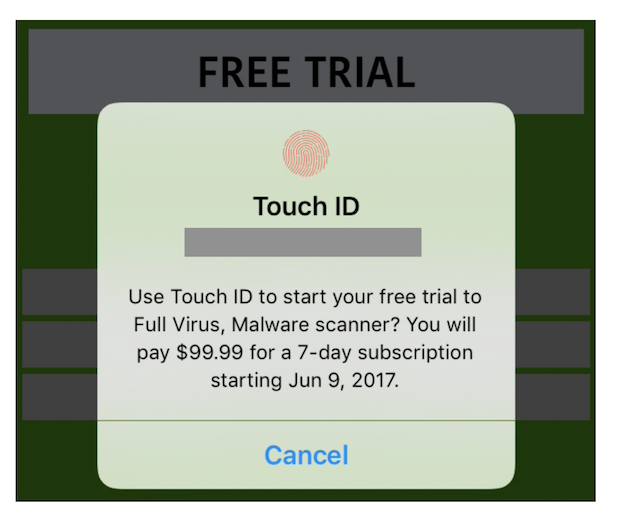 FREE TRIAL
Touch ID
Use Touch ID to start your free trial to
Full Virus, Malware scanner? You will
pay $99.99 for a 7-day subscription
starting Jun 9, 2017.
Cancel